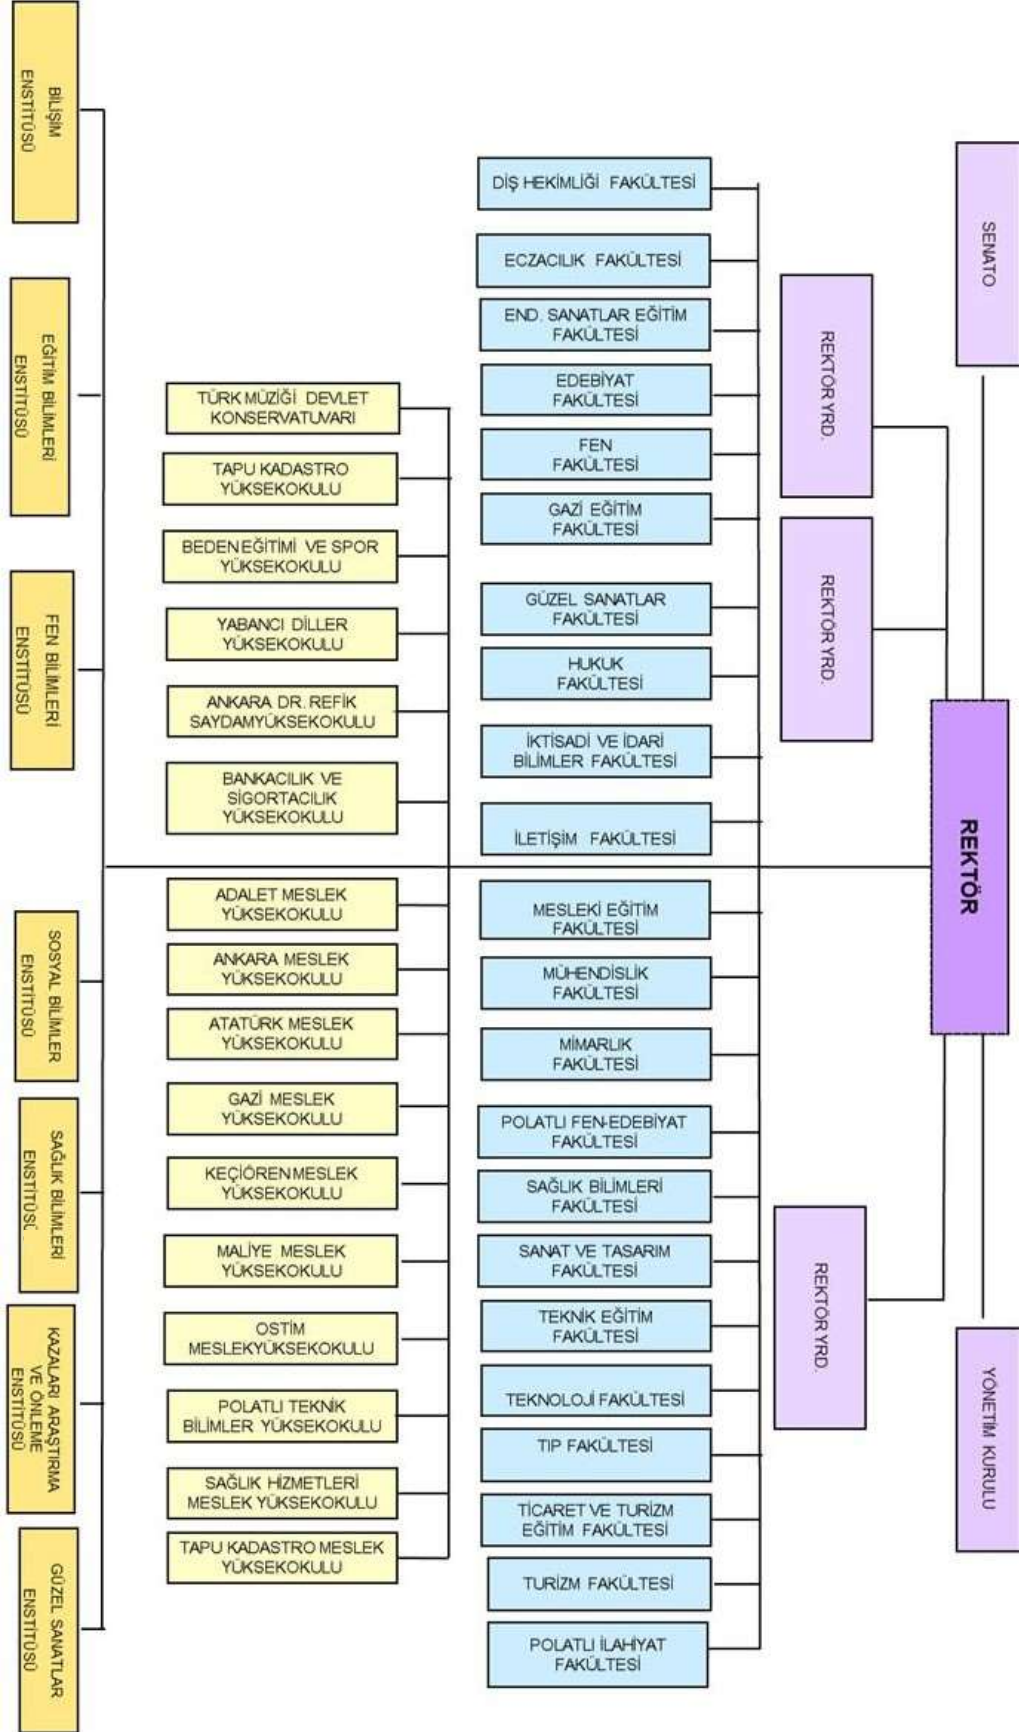 SENATO
REKTÖR
YÖNETİM KURULU
REKTÖR YRD.
REKTÖR YRD.
REKTÖR YRD.
DİŞ HEKİMLİĞİ FAKÜLTESİ
ECZACILIK FAKÜLTESİ
END. SANATLAR EĞİTİM
FAKÜLTESİ
EDEBİYAT
FAKÜLTESİ
FEN
FAKÜLTESİ
GAZİ EĞİTİM
FAKÜLTESİ
GÜZEL SANATLAR
FAKÜLTESİ
HUKUK
FAKÜLTESİ
İKTİSADİ VE İDARİ
BİLİMLER FAKÜLTESİ
İLETİŞİM FAKÜLTESİ
MESLEKİ EĞİTİM
FAKÜLTESİ
MÜHENDİSLİK
FAKÜLTESİ
MİMARLIK
FAKÜLTESİ
POLATLI FEN-EDEBİYAT
FAKÜLTESİ
SAĞLIK BİLİMLERİ
FAKÜLTESİ
SANAT VE TASARIM
FAKÜLTESİ
TEKNİK EĞİTİM
FAKÜLTESİ
TEKNOLOJİ FAKÜLTESİ
TIP FAKÜLTESİ
TİCARET VE TURİZM
EĞİTİM FAKÜLTESİ
TURİZM FAKÜLTESİ
POLATLI İLAHİYAT
FAKÜLTESİ
TÜRK MÜZİĞİ DEVLET
KONSERVATUVARI
TAPU KADASTRO
YÜKSEKOKULU
BEDEN EĞİTİMİ VE SPOR
YÜKSEKOKULU
YABANCI DİLLER
YÜKSEKOKULU
ANKARA DR. REFİK
SAYDAMYÜKSEKOKULU
BANKACILIK VE
SİGORTACILIK
YÜKSEKOKULU
ADALET MESLEK
YÜKSEKOKULU
ANKARA MESLEK
YÜKSEKOKULU
ATATÜRK MESLEK
YÜKSEKOKULU
GAZİ MESLEK
YÜKSEKOKULU
KEÇİÖREN MESLEK
YÜKSEKOKULU
MALİYE MESLEK
YÜKSEKOKULU
OSTİM
MESLEKYÜKSEKOKULU
POLATLI TEKNİK
BİLİMLER YÜKSEKOKULU
SAĞLIK HİZMETLERİ
MESLEK YÜKSEKOKULU
TAPU KADASTRO MESLEK
YÜKSEKOKULU
BİLİŞİM
ENSTİTÜSÜ
EĞİTİM BİLİMLERİ
ENSTİTÜSÜ
FEN BİLİMLERİ
ENSTİTÜSÜ
SOSYAL BİLİMLER
ENSTİTÜSÜ
SAĞLIK BİLİMLERİ
ENSTİTÜSÜ
KAZALARI ARAŞTIRMA
VE ÖNLEME
ENSTİTÜSÜ
GÜZEL SANATLAR
ENSTİTÜSÜ